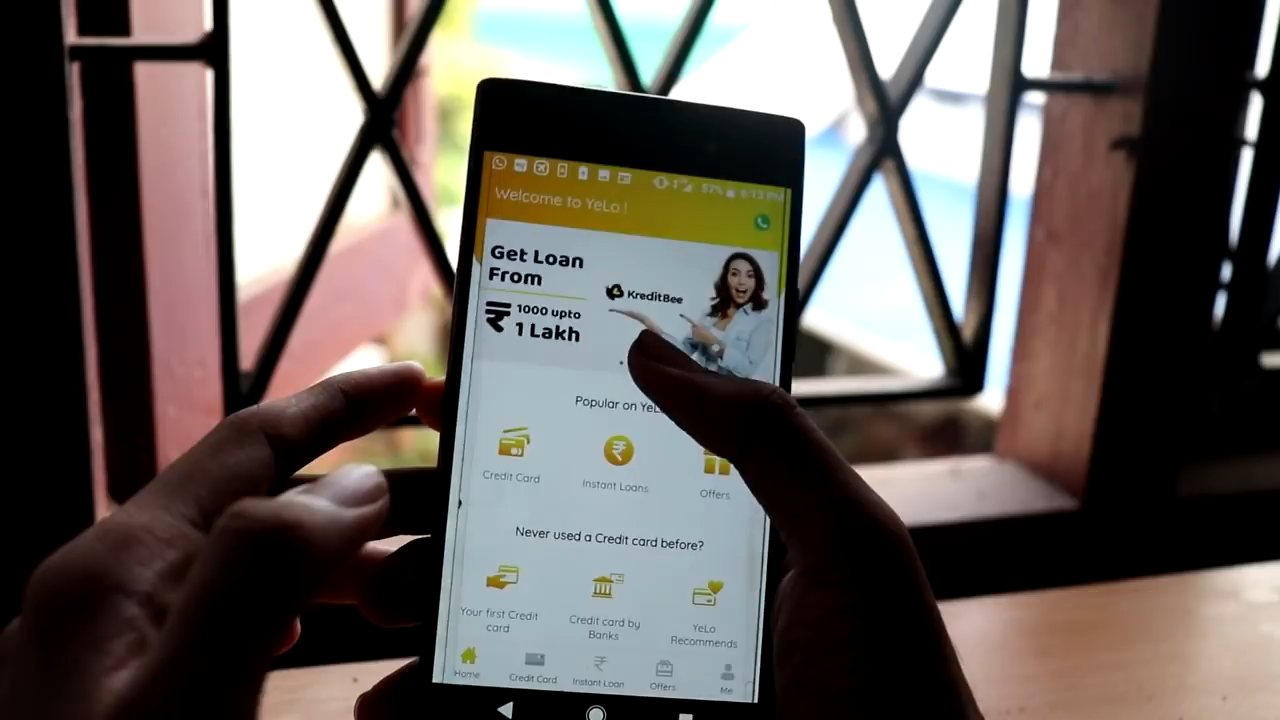 57%
Welcome to YeLo !
Get Loan
From
₹ 1000 upto
1 Lakh
KreditBee
Popular on YeL
Credit Card
Instant Loans
Offers
Never used a Credit card before?
Your first Credit
card
Credit card by
Banks
YeLo
Recommends
Home
Credit Card
Instant Loan
Offers
Me